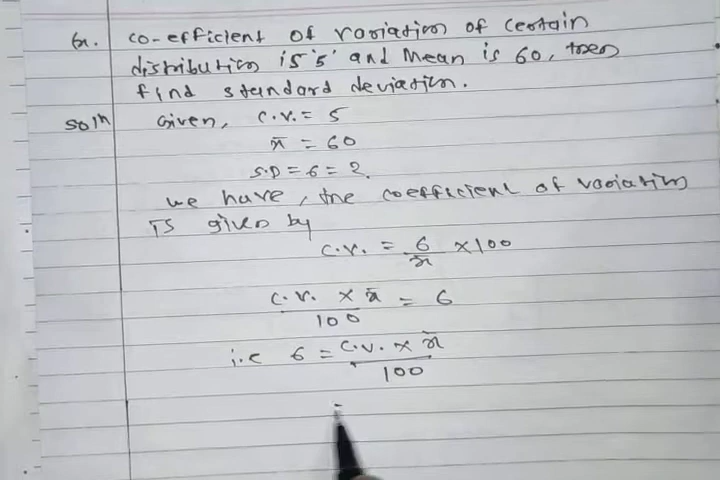 Ex. co-efficient of variation of certain
distribution is '5' and Mean is 60, then
find standard deviation.
Soln Given, C.V. = 5
x̄ = 60
S.D = σ = ?
we have, the coefficient of variation
is given by
C.V. = σ/x̄ × 100
C.V. × x̄/100 = σ
i.e σ = C.V. × x̄/100
=